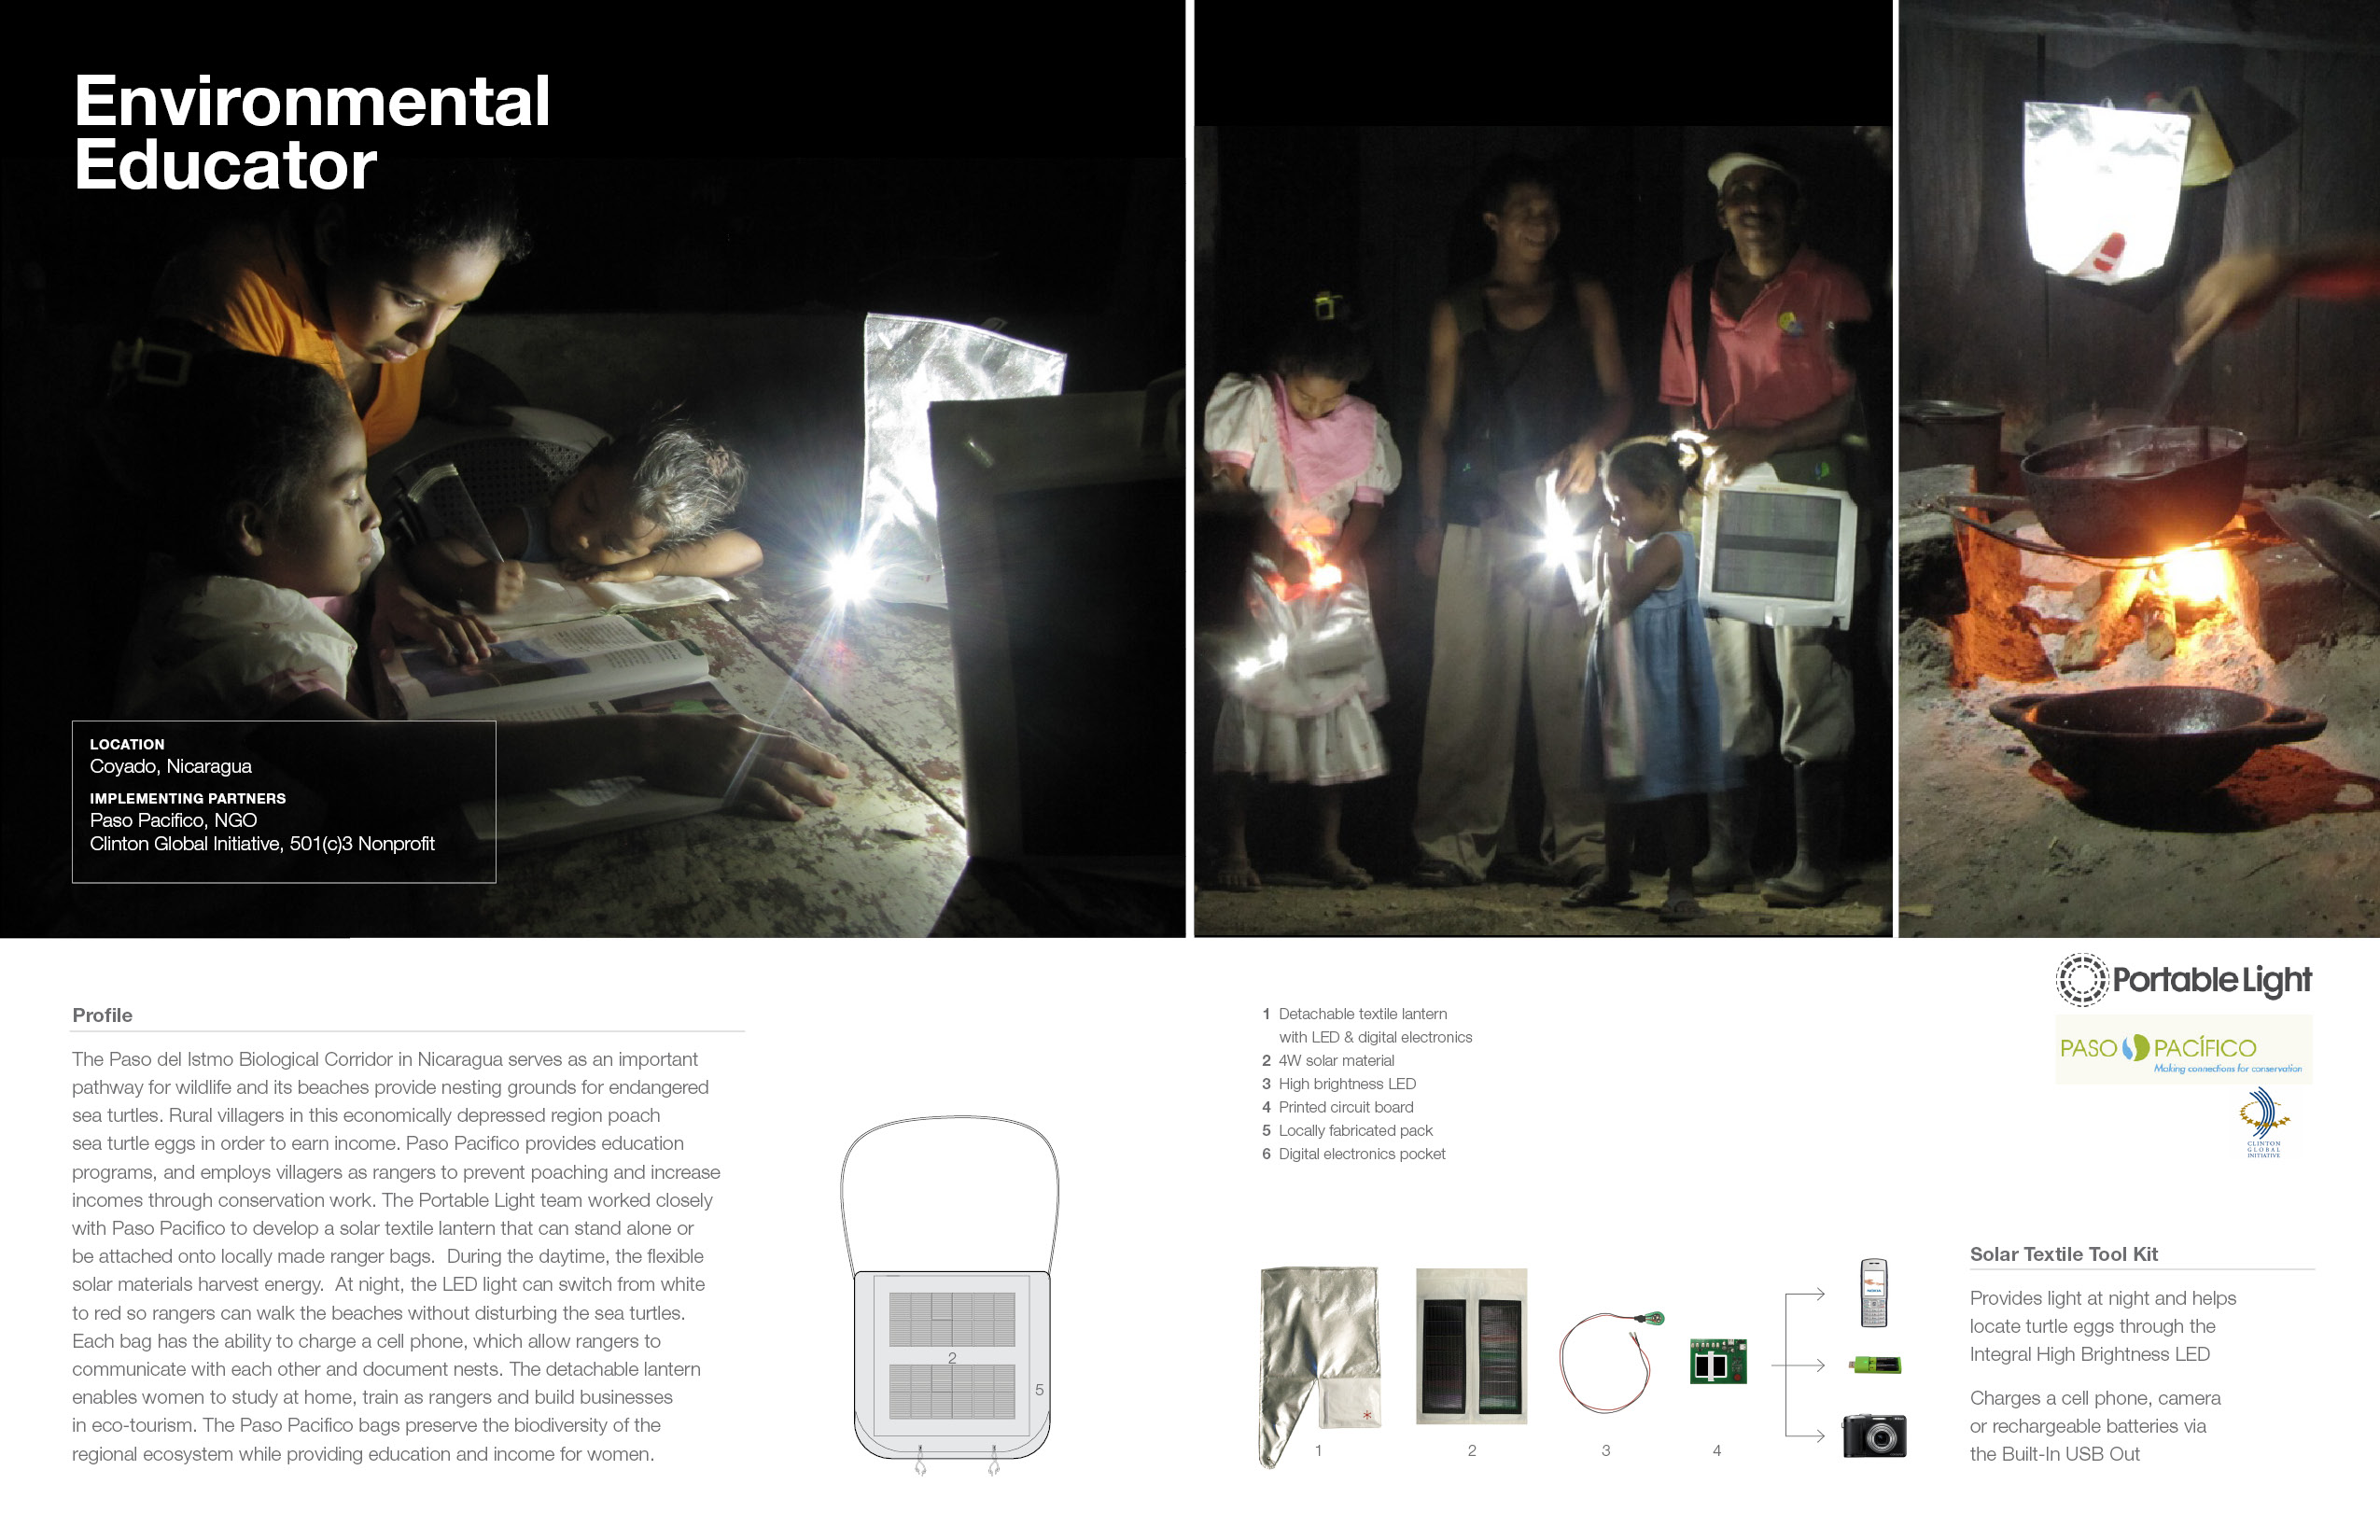 Environmental
Educator
LOCATION
Coyado, Nicaragua
IMPLEMENTING PARTNERS
Paso Pacifico, NGO
Clinton Global Initiative, 501(c)3 Nonprofit
Profile
The Paso del Istmo Biological Corridor in Nicaragua serves as an important
pathway for wildlife and its beaches provide nesting grounds for endangered
sea turtles. Rural villagers in this economically depressed region poach
sea turtle eggs in order to earn income. Paso Pacifico provides education
programs, and employs villagers as rangers to prevent poaching and increase
incomes through conservation work. The Portable Light team worked closely
with Paso Pacifico to develop a solar textile lantern that can stand alone or
be attached onto locally made ranger bags.  During the daytime, the flexible
solar materials harvest energy.  At night, the LED light can switch from white
to red so rangers can walk the beaches without disturbing the sea turtles.
Each bag has the ability to charge a cell phone, which allow rangers to
communicate with each other and document nests. The detachable lantern
enables women to study at home, train as rangers and build businesses
in eco-tourism. The Paso Pacifico bags preserve the biodiversity of the
regional ecosystem while providing education and income for women.
2
5
1 Detachable textile lantern
with LED & digital electronics
2 4W solar material
3 High brightness LED
4 Printed circuit board
5 Locally fabricated pack
6 Digital electronics pocket
1
2
3
4
Portable Light
PASO PACÍFICO
Making connections for conservation
CLINTON
GLOBAL
INITIATIVE
Solar Textile Tool Kit
Provides light at night and helps
locate turtle eggs through the
Integral High Brightness LED
Charges a cell phone, camera
or rechargeable batteries via
the Built-In USB Out